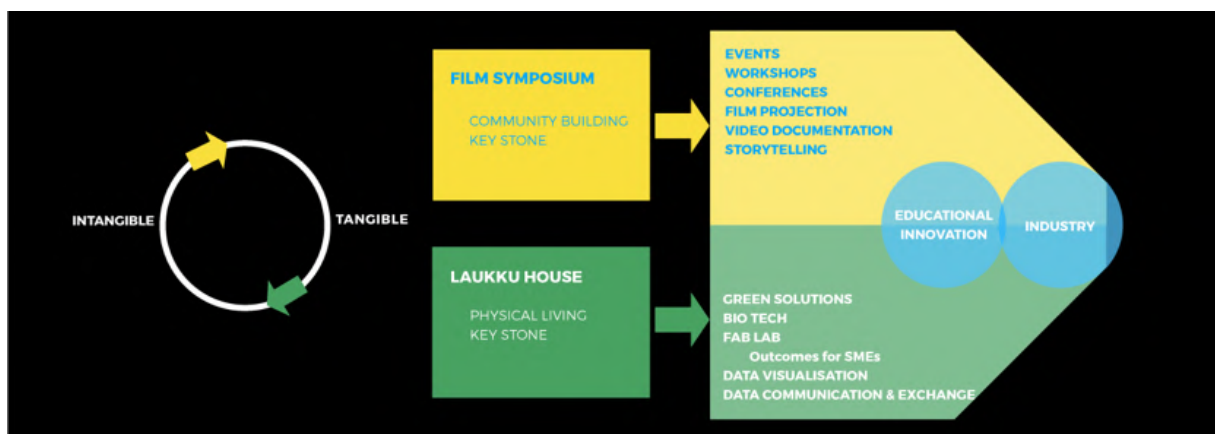 INTANGIBLE
TANGIBLE
FILM SYMPOSIUM
COMMUNITY BUILDING
KEY STONE
LAUKKU HOUSE
PHYSICAL LIVING
KEY STONE
EVENTS
WORKSHOPS
CONFERENCES
FILM PROJECTION
VIDEO DOCUMENTATION
STORYTELLING
EDUCATIONAL
INNOVATION
INDUSTRY
GREEN SOLUTIONS
BIO TECH
FAB LAB
Outcomes for SMEs
DATA VISUALISATION
DATA COMMUNICATION & EXCHANGE